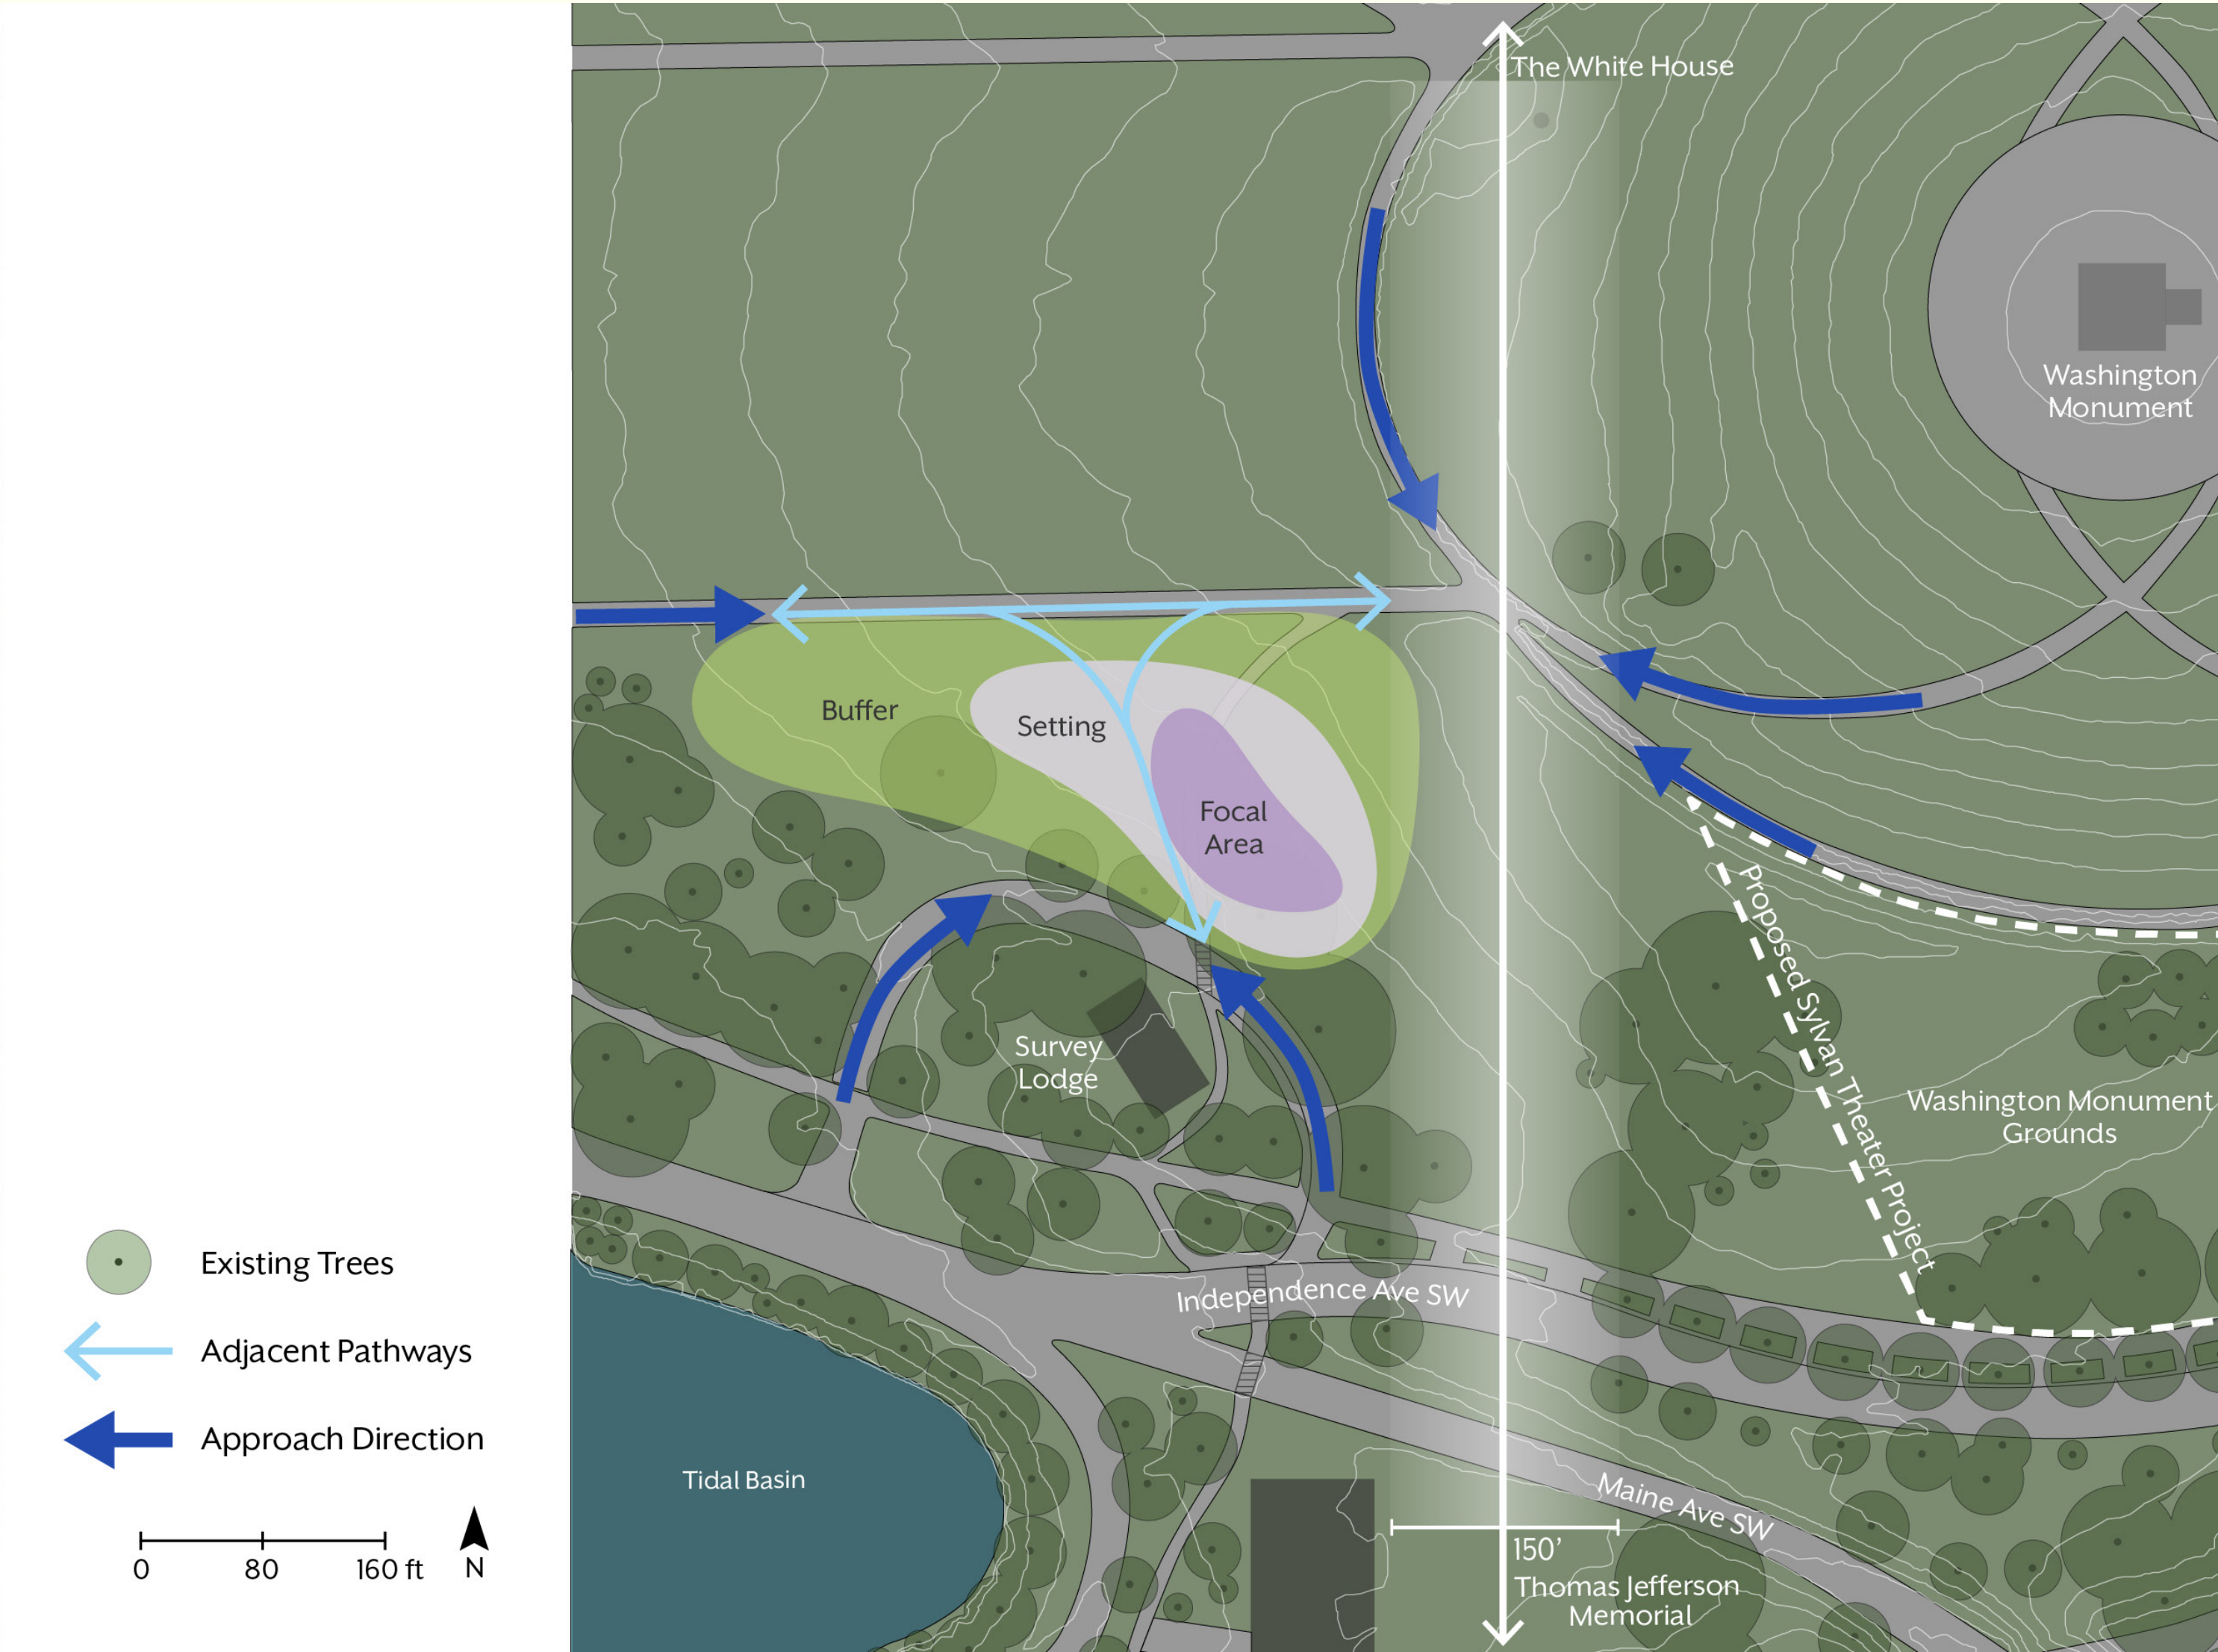 The White House
Washington
Monument
Buffer
Setting
Focal
Area
Proposed Sylvan Theater Project
Survey
Lodge
Washington Monument
Grounds
Independence Ave SW
Existing Trees
Adjacent Pathways
Approach Direction
Tidal Basin
Maine Ave SW
150’
Thomas Jefferson
Memorial
0 80 160 ft N